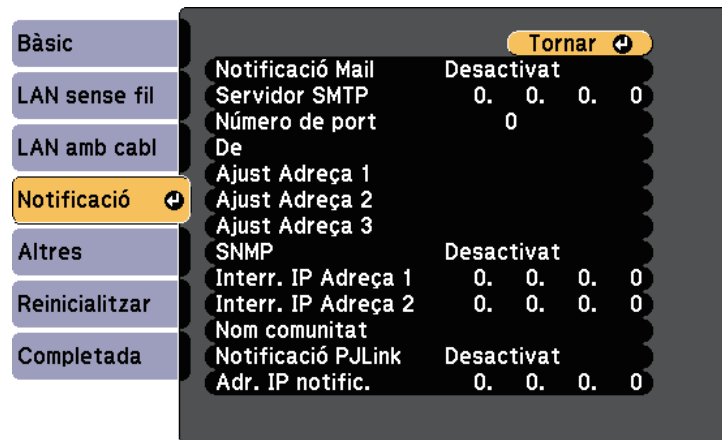 Bàsic
LAN sense fil
LAN amb cabl
Notificació
Altres
Reinicialitzar
Completada
Tornar
Notificació Mail Desactivat
Servidor SMTP 0. 0. 0. 0
Número de port 0
De
Ajust Adreça 1
Ajust Adreça 2
Ajust Adreça 3
SNMP Desactivat
Interr. IP Adreça 1 0. 0. 0. 0
Interr. IP Adreça 2 0. 0. 0. 0
Nom comunitat
Notificació PJLink Desactivat
Adr. IP notific. 0. 0. 0. 0